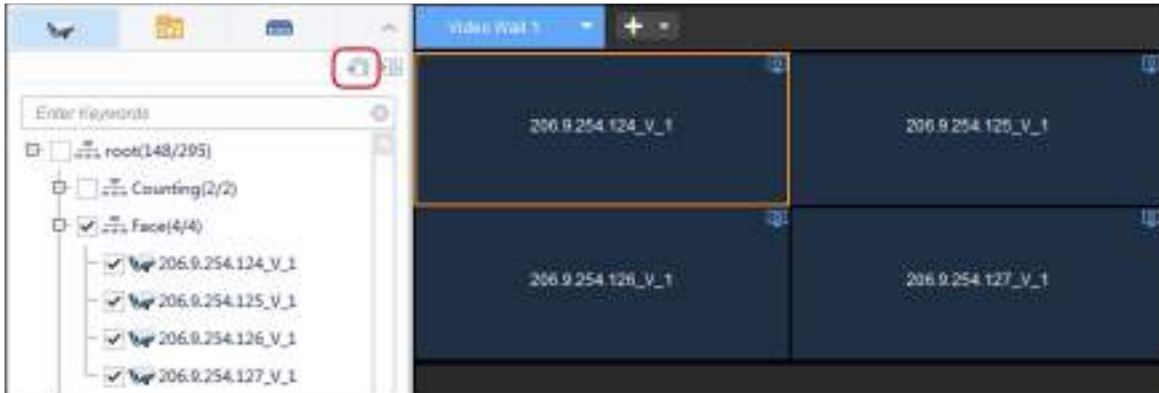 Video Wall 1
Enter Keywords
root(148/295)
Counting(2/2)
Face(4/4)
206.9.254.124_V_1
206.9.254.125_V_1
206.9.254.126_V_1
206.9.254.127_V_1
206.9.254.124_V_1
206.9.254.125_V_1
206.9.254.126_V_1
206.9.254.127_V_1